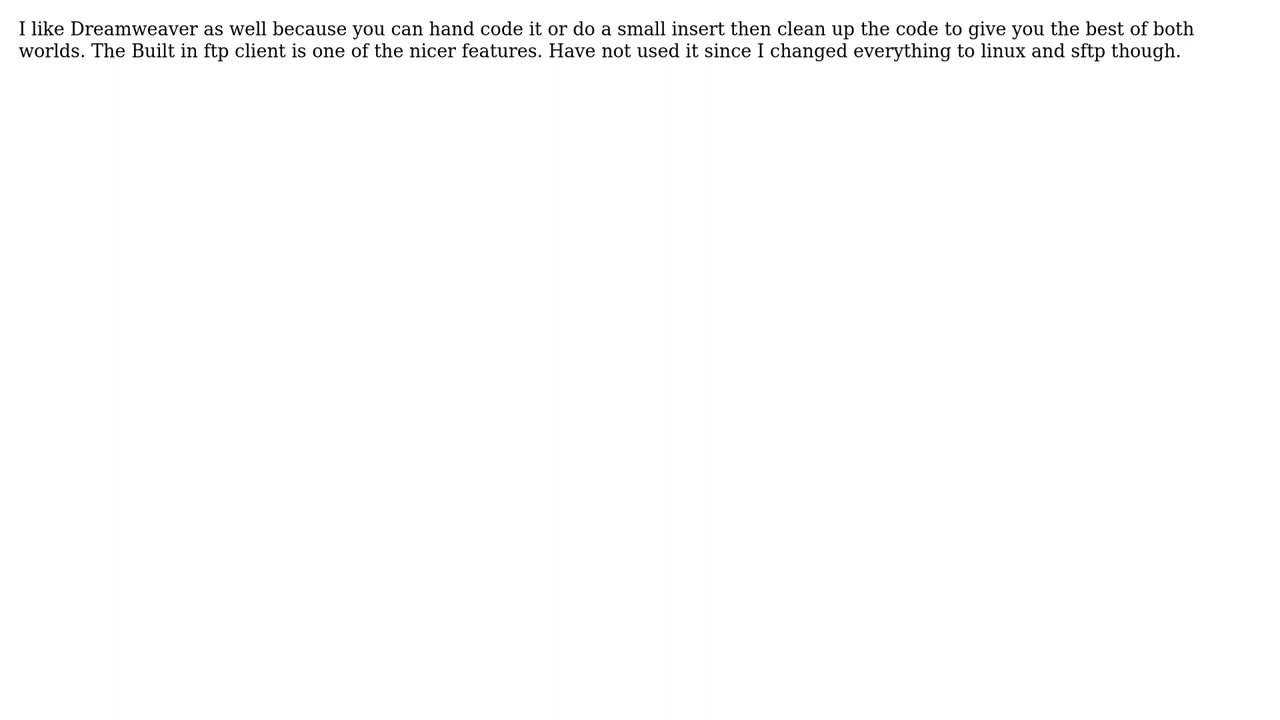 I like Dreamweaver as well because you can hand code it or do a small insert then clean up the code to give you the best of both
worlds. The Built in ftp client is one of the nicer features. Have not used it since I changed everything to linux and sftp though.